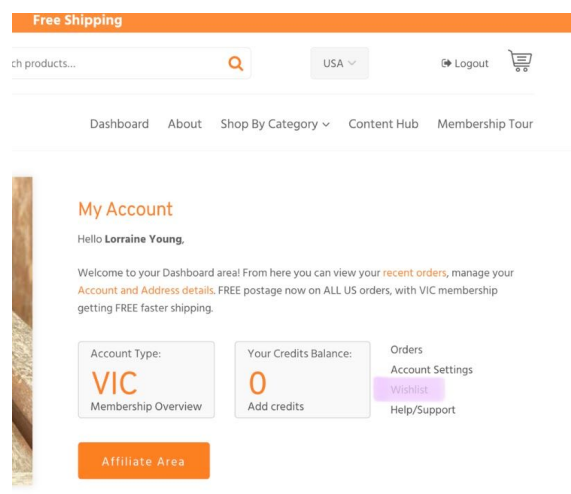 Free Shipping
ch products...
USA
Logout
Dashboard About Shop By Category Content Hub Membership Tour
My Account
Hello Lorraine Young,
Welcome to your Dashboard area! From here you can view your recent orders, manage your
Account and Address details. FREE postage now on ALL US orders, with VIC membership
getting FREE faster shipping.
Account Type:
VIC
Membership Overview
Your Credits Balance:
0
Add credits
Orders
Account Settings
Wishlist
Help/Support
Affiliate Area